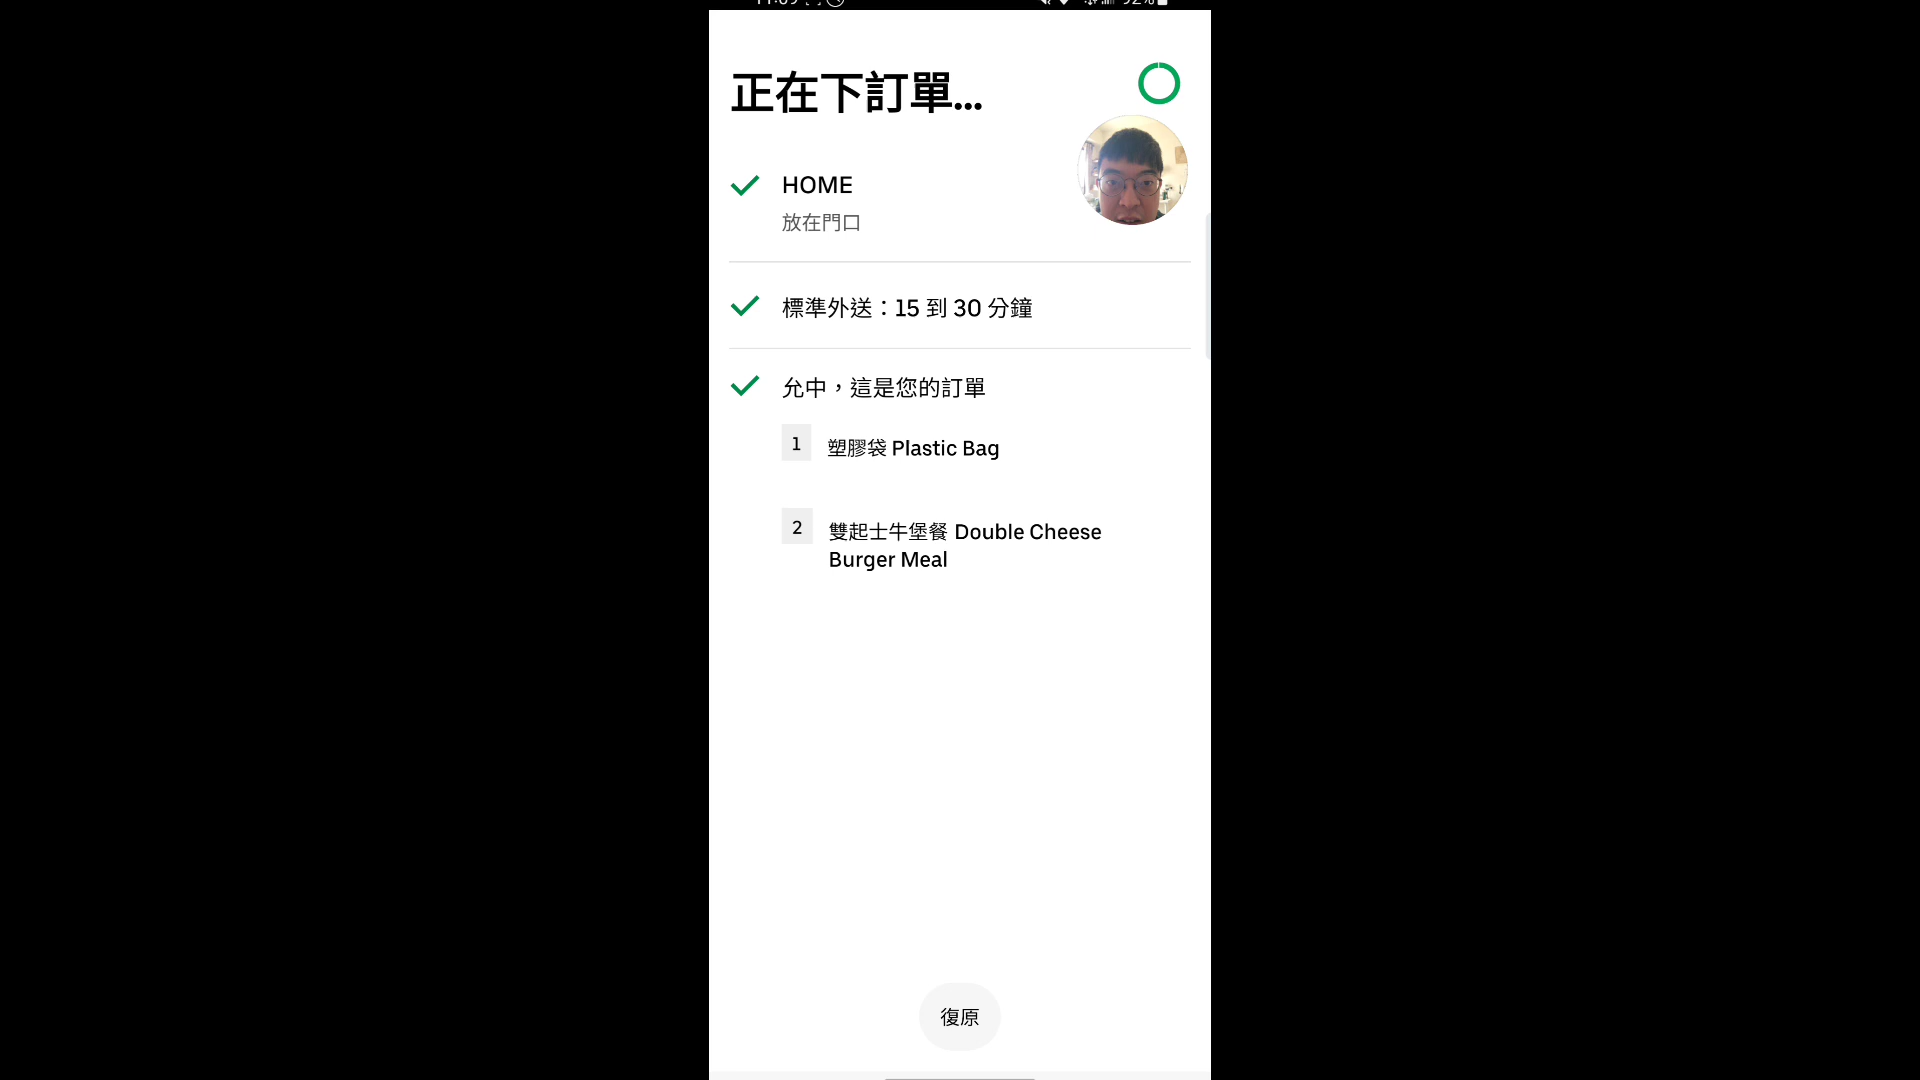 正在下訂單...
HOME
放在門口
標準外送：15 到 30 分鐘
允中，這是您的訂單
1 塑膠袋 Plastic Bag
2 雙起士牛堡餐 Double Cheese
Burger Meal
復原